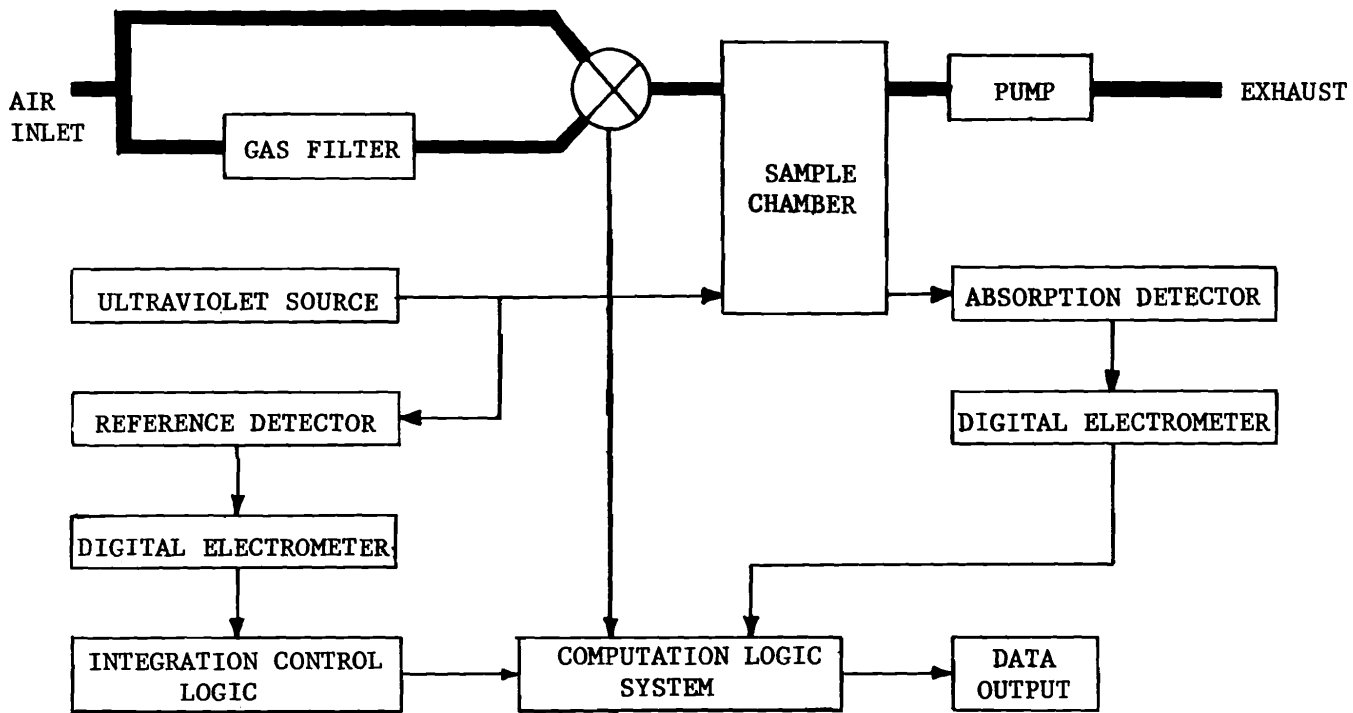 AIR
INLET
GAS FILTER
SAMPLE
CHAMBER
PUMP
EXHAUST
ULTRAVIOLET SOURCE
ABSORPTION DETECTOR
REFERENCE DETECTOR
DIGITAL ELECTROMETER
DIGITAL ELECTROMETER
INTEGRATION CONTROL
LOGIC
COMPUTATION LOGIC
SYSTEM
DATA
OUTPUT